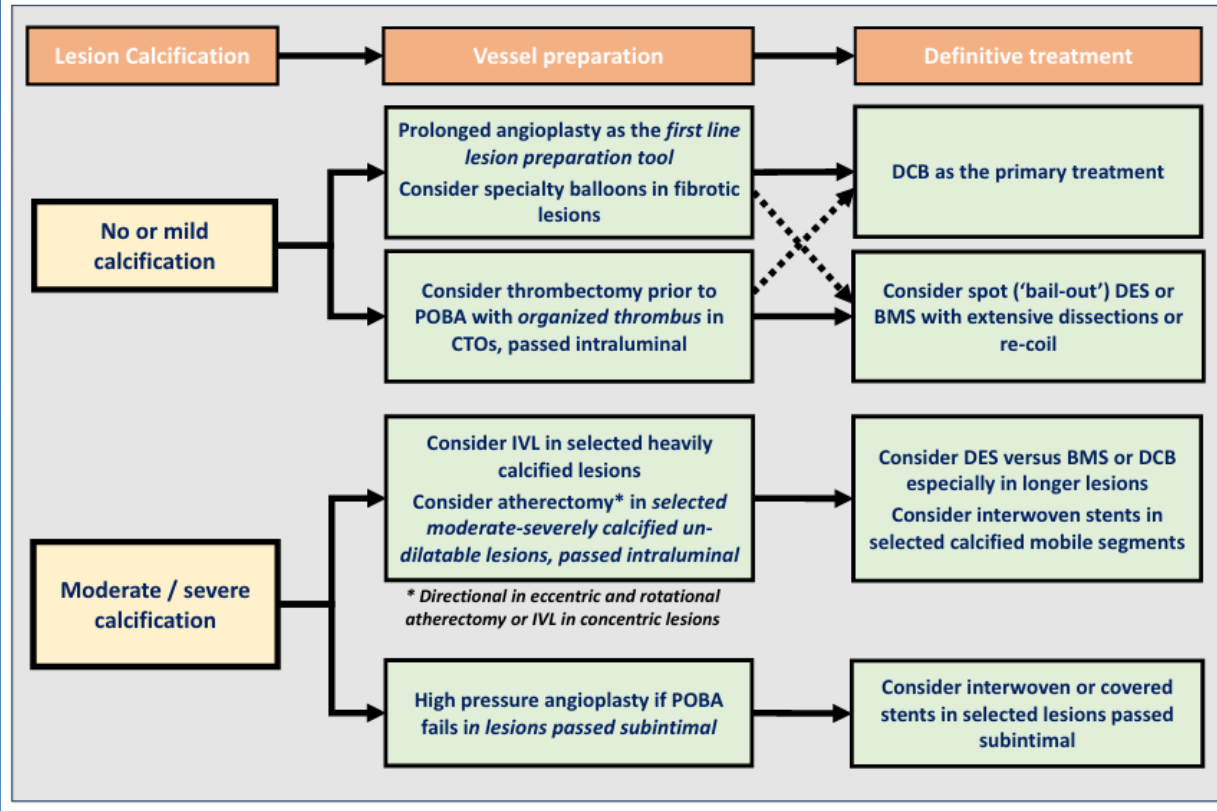 Lesion Calcification
Vessel preparation
Definitive treatment
No or mild
calcification
Prolonged angioplasty as the first line
lesion preparation tool
Consider specialty balloons in fibrotic
lesions
DCB as the primary treatment
Consider thrombectomy prior to
POBA with organized thrombus in
CTOs, passed intraluminal
Consider spot (‘bail-out’) DES or
BMS with extensive dissections or
re-coil
Moderate / severe
calcification
Consider IVL in selected heavily
calcified lesions
Consider atherectomy* in selected
moderate-severely calcified un-
dilatable lesions, passed intraluminal
* Directional in eccentric and rotational
atherectomy or IVL in concentric lesions
Consider DES versus BMS or DCB
especially in longer lesions
Consider interwoven stents in
selected calcified mobile segments
High pressure angioplasty if POBA
fails in lesions passed subintimal
Consider interwoven or covered
stents in selected lesions passed
subintimal